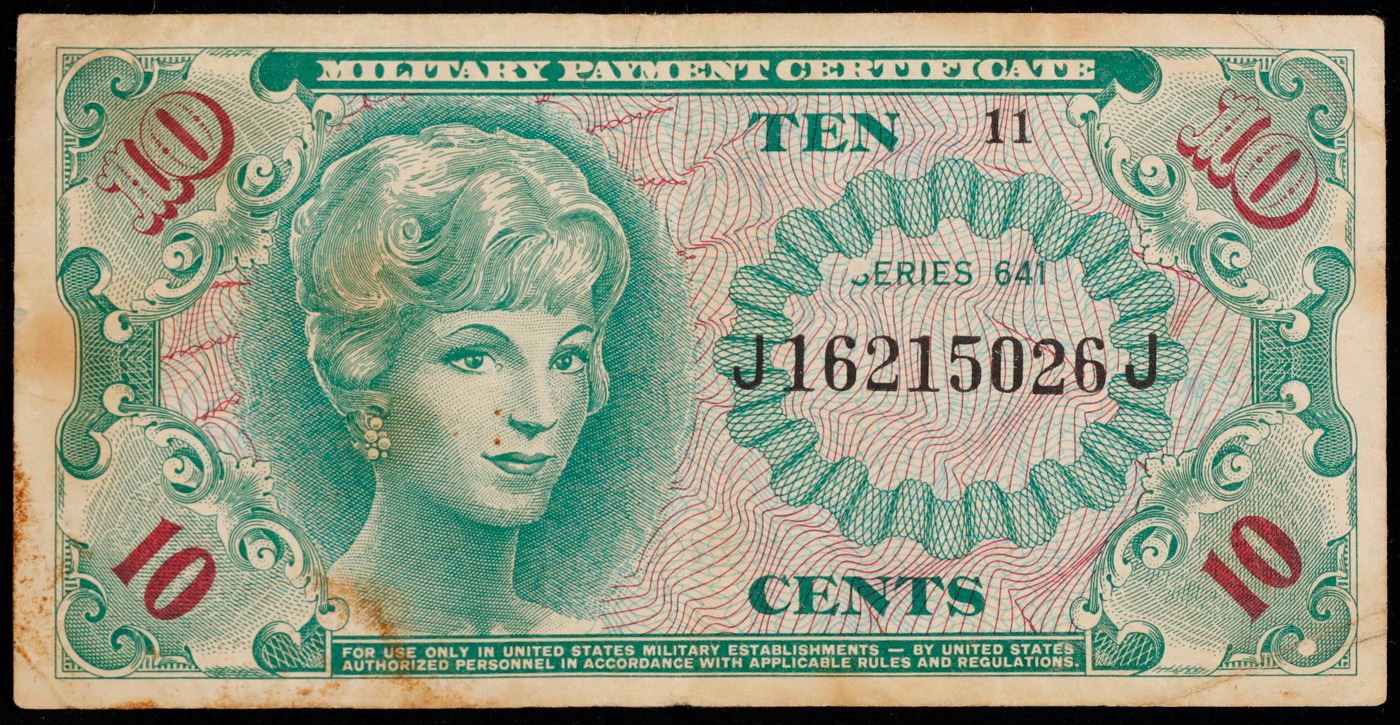 MILITARY PAYMENT CERTIFICATE
10
TEN 11
10
SERIES 641
J16215026J
10
CENTS
10
FOR USE ONLY IN UNITED STATES MILITARY ESTABLISHMENTS — BY UNITED STATES
AUTHORIZED PERSONNEL IN ACCORDANCE WITH APPLICABLE RULES AND REGULATIONS.